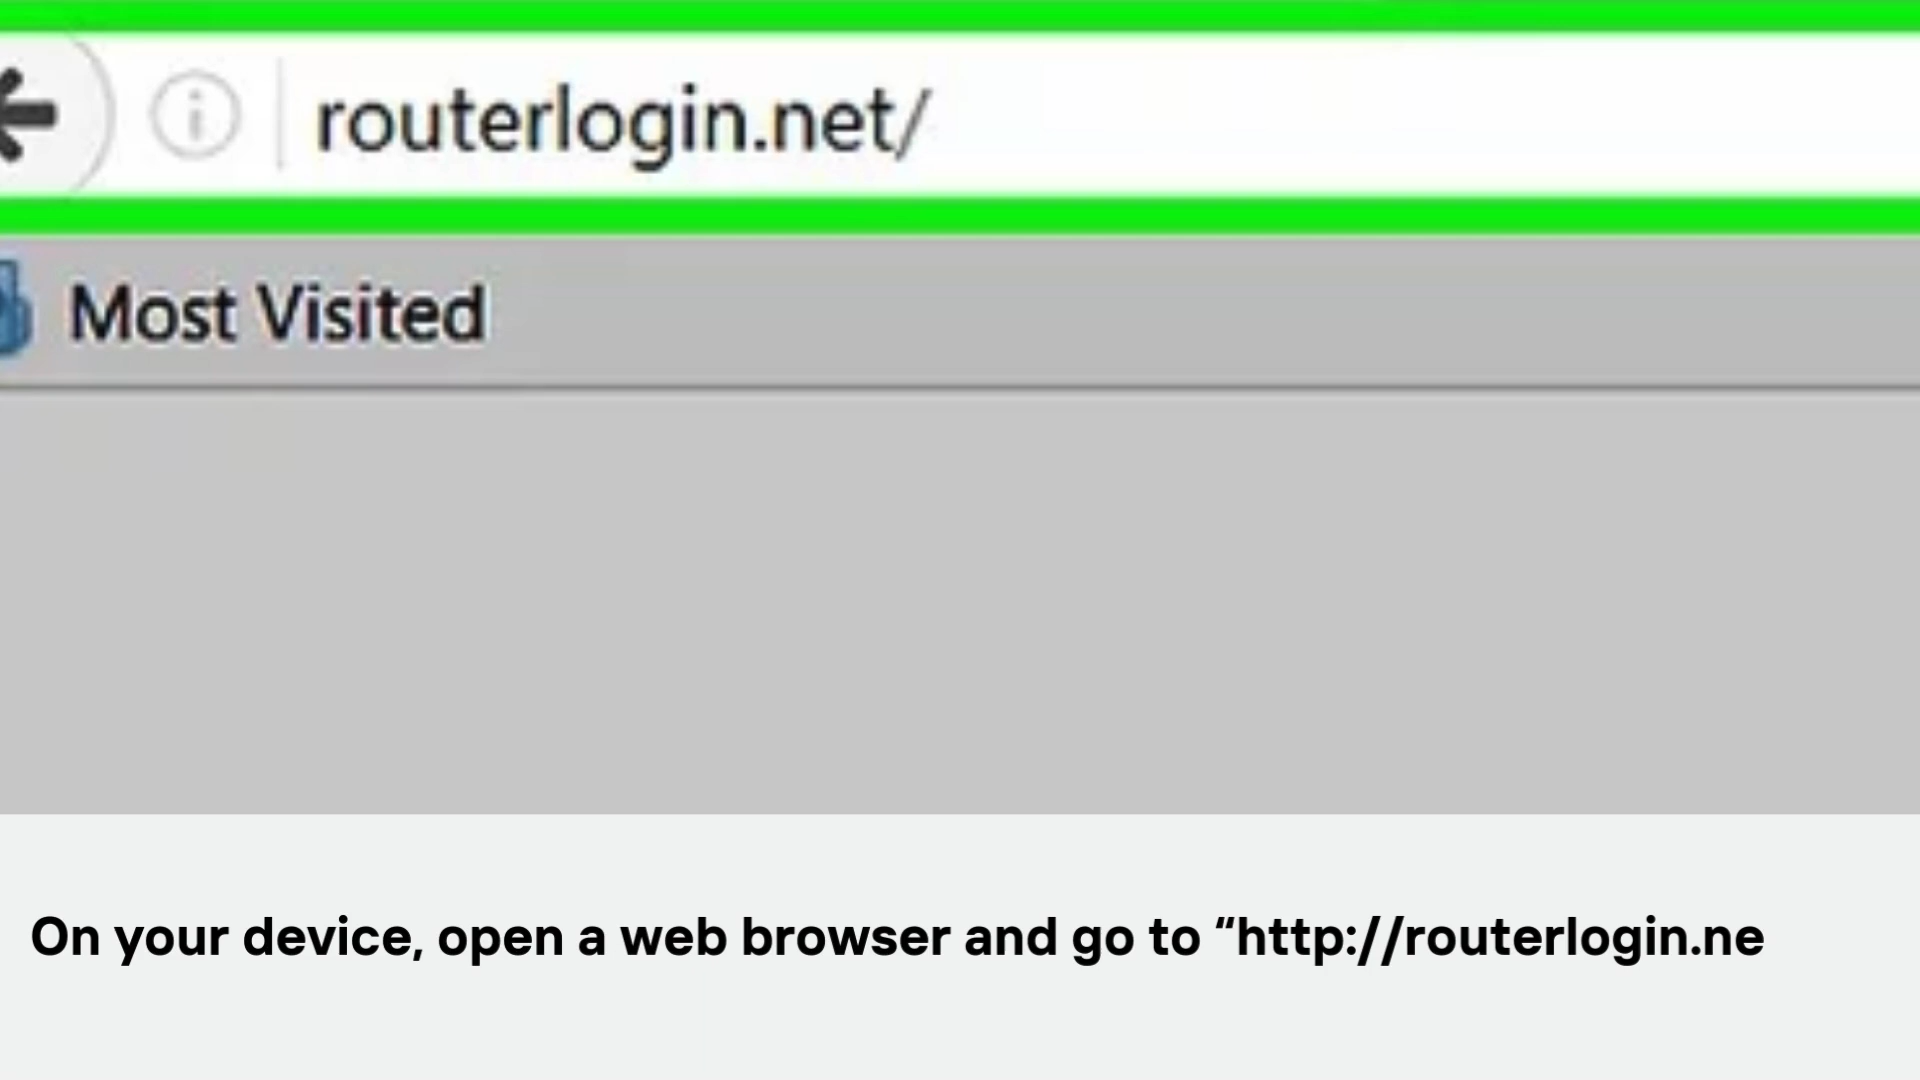 routerlogin.net/
Most Visited
On your device, open a web browser and go to “http://routerlogin.ne